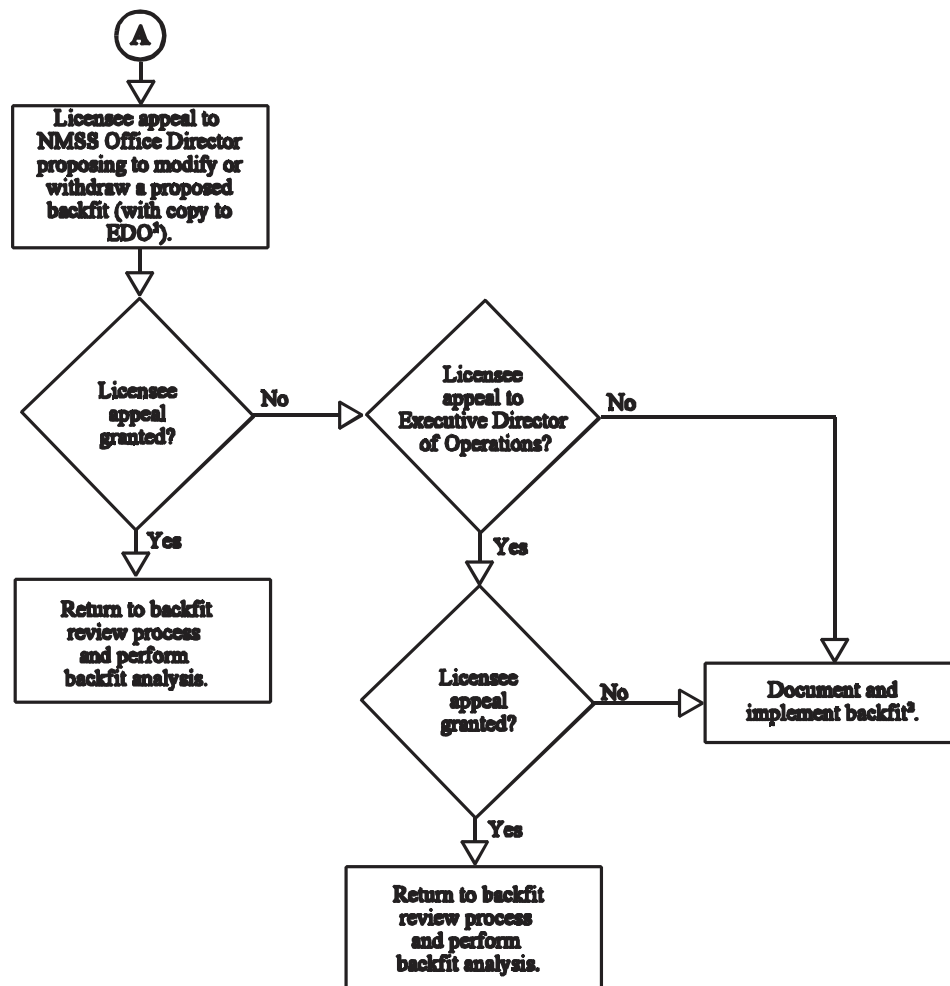 A
Licensee appeal to
NMSS Office Director
proposing to modify or
withdraw a proposed
backfit (with copy to
EDO¹).
Licensee
appeal
granted?
No
Licensee
appeal to
Executive Director
of Operations?
No
Yes
Return to backfit
review process
and perform
backfit analysis.
Yes
Licensee
appeal
granted?
No
Document and
implement backfit².
Yes
Return to backfit
review process
and perform
backfit analysis.